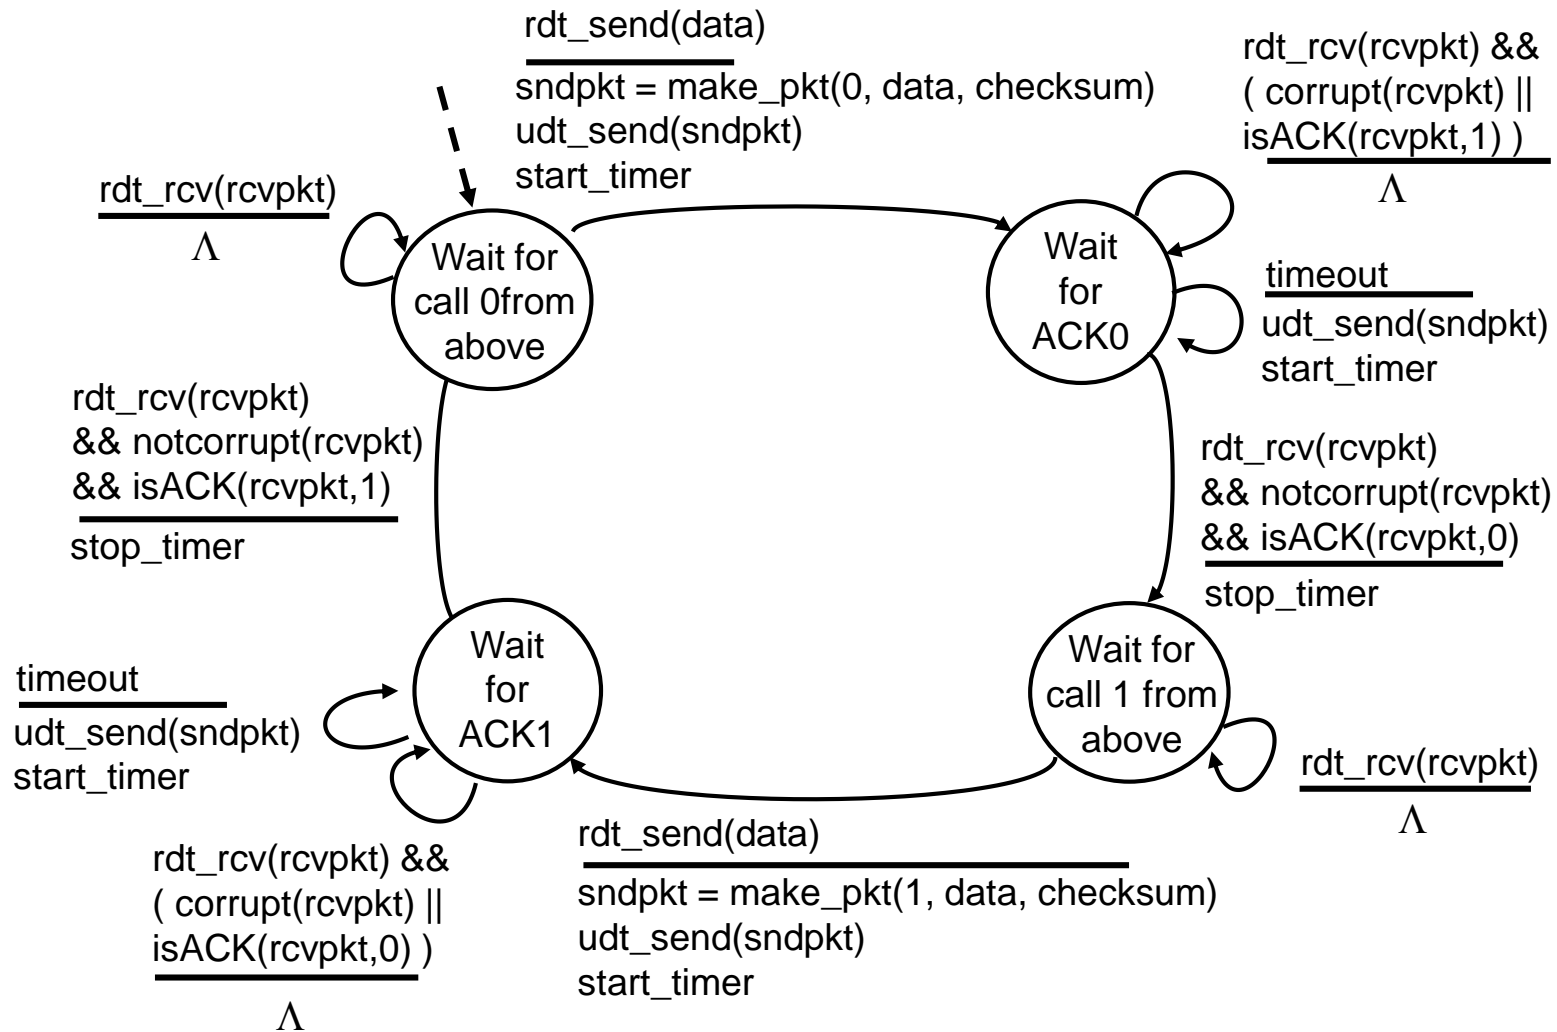 rdt_send(data)
sndpkt = make_pkt(0, data, checksum)
udt_send(sndpkt)
start_timer
rdt_rcv(rcvpkt) &&
( corrupt(rcvpkt) ||
isACK(rcvpkt,1) )
Λ
rdt_rcv(rcvpkt)
Λ
Wait for
call 0from
above
Wait
for
ACK0
timeout
udt_send(sndpkt)
start_timer
rdt_rcv(rcvpkt)
&& notcorrupt(rcvpkt)
&& isACK(rcvpkt,1)
stop_timer
rdt_rcv(rcvpkt)
&& notcorrupt(rcvpkt)
&& isACK(rcvpkt,0)
stop_timer
Wait
for
ACK1
Wait for
call 1 from
above
timeout
udt_send(sndpkt)
start_timer
rdt_rcv(rcvpkt)
Λ
rdt_rcv(rcvpkt) &&
( corrupt(rcvpkt) ||
isACK(rcvpkt,0) )
Λ
rdt_send(data)
sndpkt = make_pkt(1, data, checksum)
udt_send(sndpkt)
start_timer